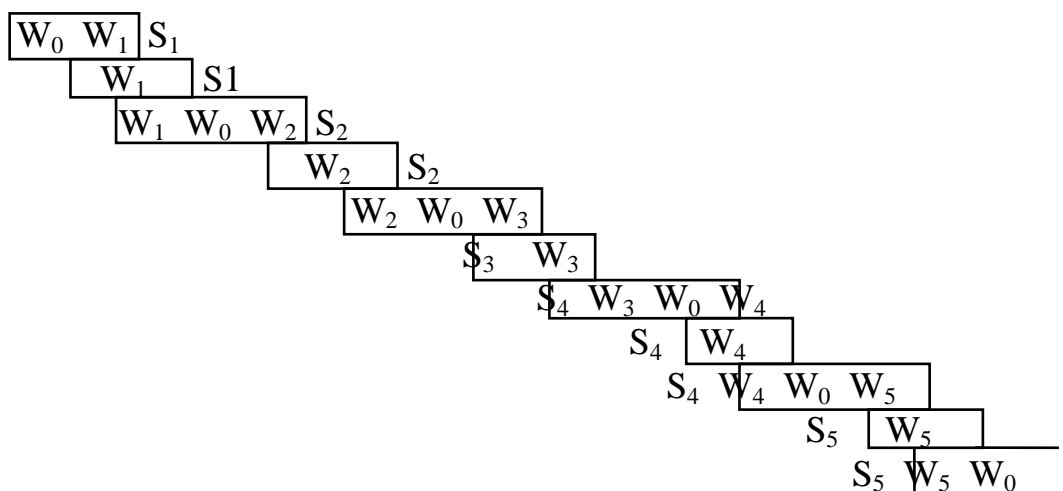 W₀ W₁ S₁
W₁ S1
W₁ W₀ W₂ S₂
W₂ S₂
W₂ W₀ W₃
S₃ W₃
S₄ W₃ W₀ W₄
S₄ W₄
S₄ W₄ W₀ W₅
S₅ W₅
S₅ W₅ W₀